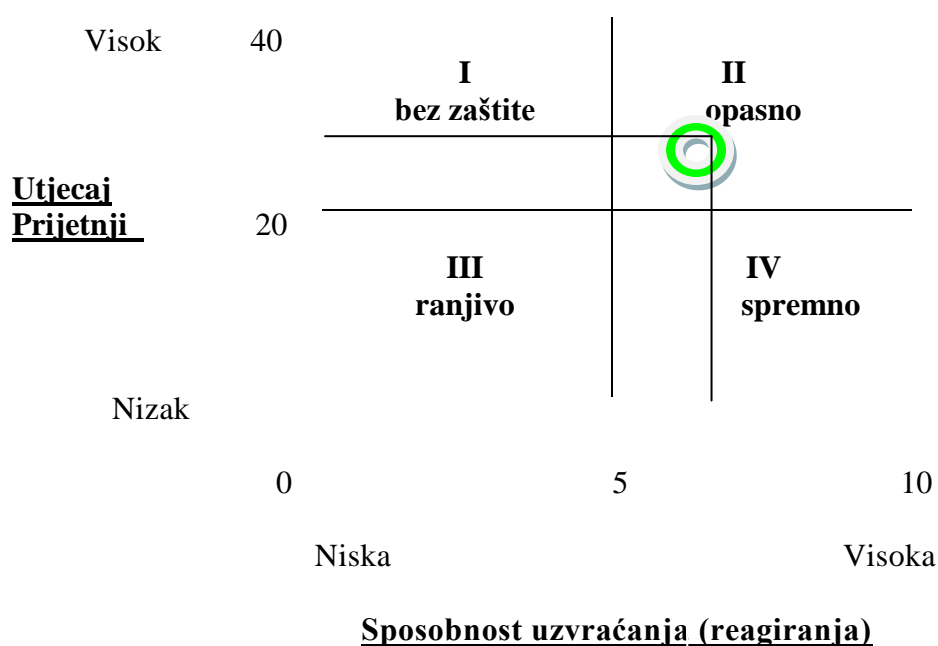 Visok 40
I II
bez zaštite opasno
Utjecaj
Prijetnji 20
III IV
ranjivo spremno
Nizak
0 5 10
Niska Visoka
Sposobnost uzvraćanja (reagiranja)